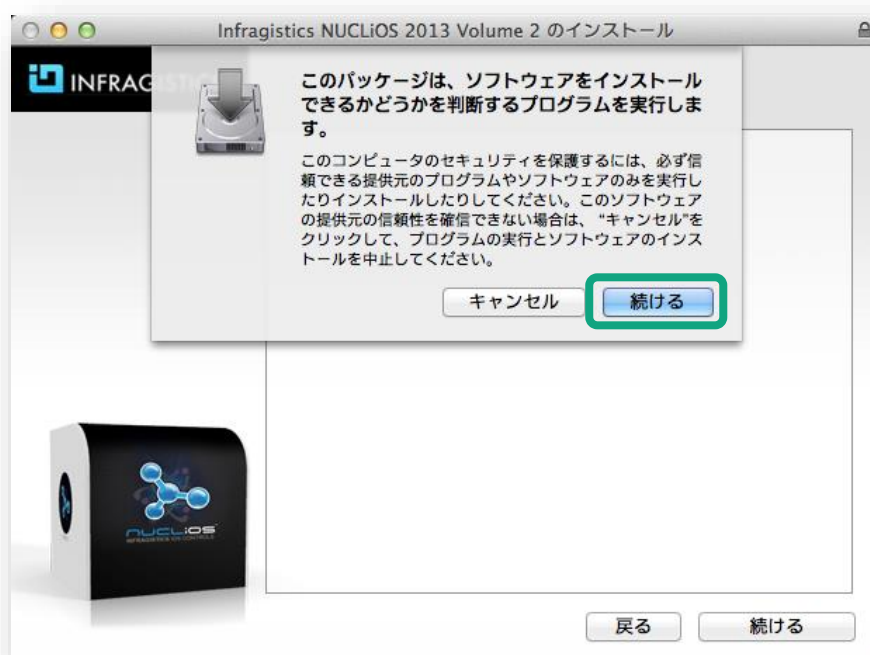 Infragistics NUCLiOS 2013 Volume 2 のインストール
INFRAG
このパッケージは、ソフトウェアをインストール
できるかどうかを判断するプログラムを実行しま
す。
このコンピュータのセキュリティを保護するには、必ず信
頼できる提供元のプログラムやソフトウェアのみを実行し
たりインストールしたりしてください。このソフトウェア
の提供元の信頼性を確信できない場合は、 “キャンセル”を
クリックして、プログラムの実行とソフトウェアのインス
トールを中止してください。
キャンセル
続ける
NUCLiOS
INFRAGISTICS IOS CONTROLS
戻る
続ける